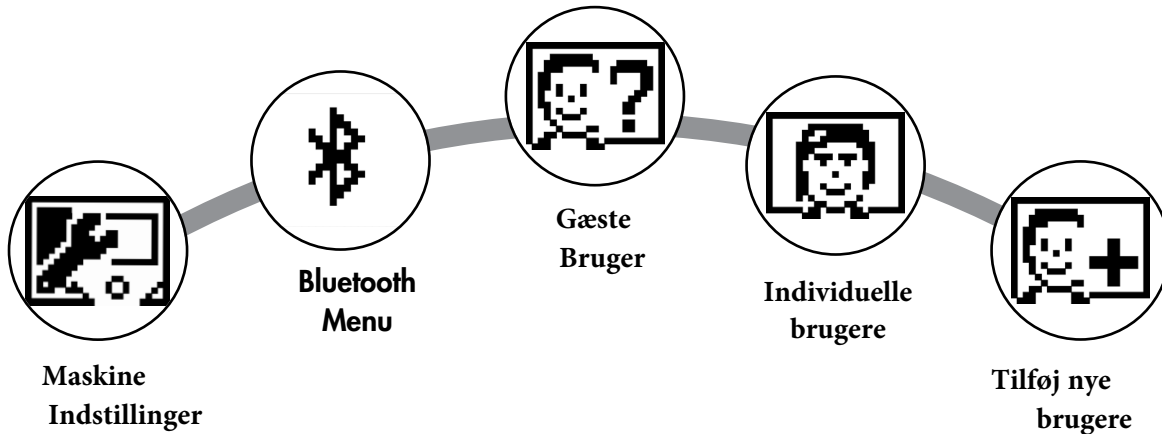 Maskine
Indstillinger
Bluetooth
Menu
Gæste
Bruger
Individuelle
brugere
Tilføj nye
brugere